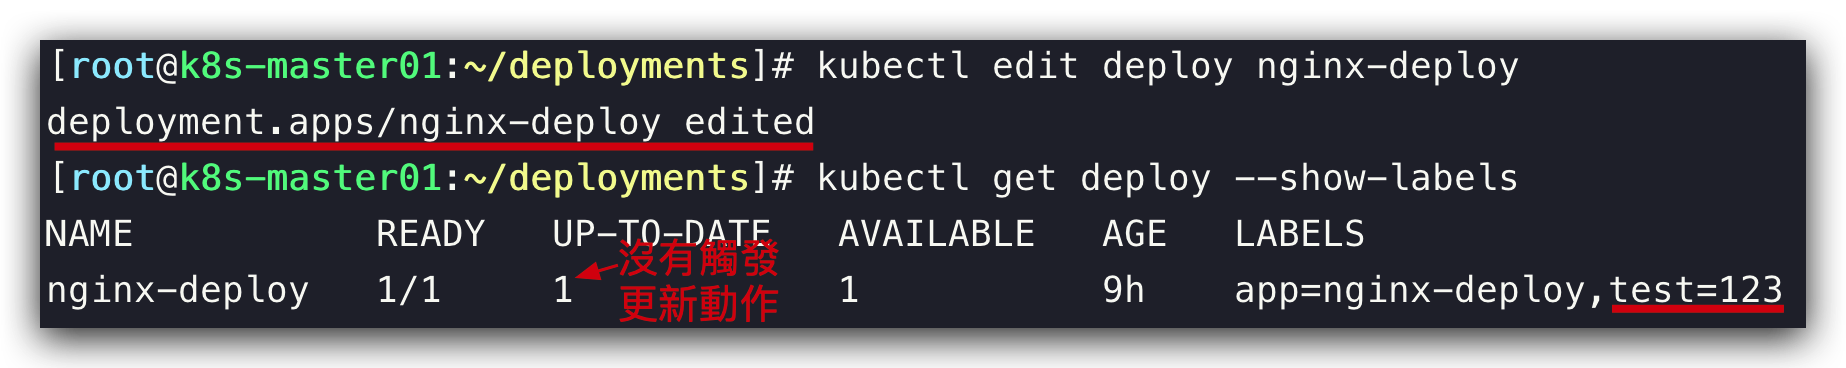 [root@k8s-master01:~/deployments]# kubectl edit deploy nginx-deploy
deployment.apps/nginx-deploy edited
[root@k8s-master01:~/deployments]# kubectl get deploy --show-labels
NAME READY UP-TO-DATE AVAILABLE AGE LABELS
沒有觸發
nginx-deploy 1/1 1 1 9h app=nginx-deploy,test=123
更新動作